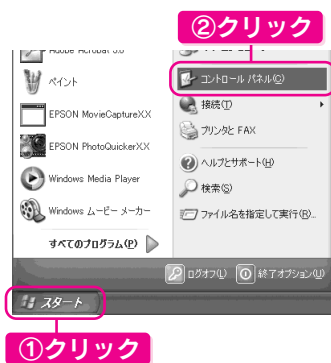 ②クリック
Adobe Acrobat 5.0
ペイント
EPSON MovieCaptureXX
EPSON PhotoQuickerXX
Windows Media Player
Windows ムービー メーカー
すべてのプログラム(P)
コントロール パネル(C)
接続(T)
プリンタと FAX
ヘルプとサポート(H)
検索(S)
ファイル名を指定して実行(R)...
ログオフ(L)
終了オプション(U)
スタート
①クリック